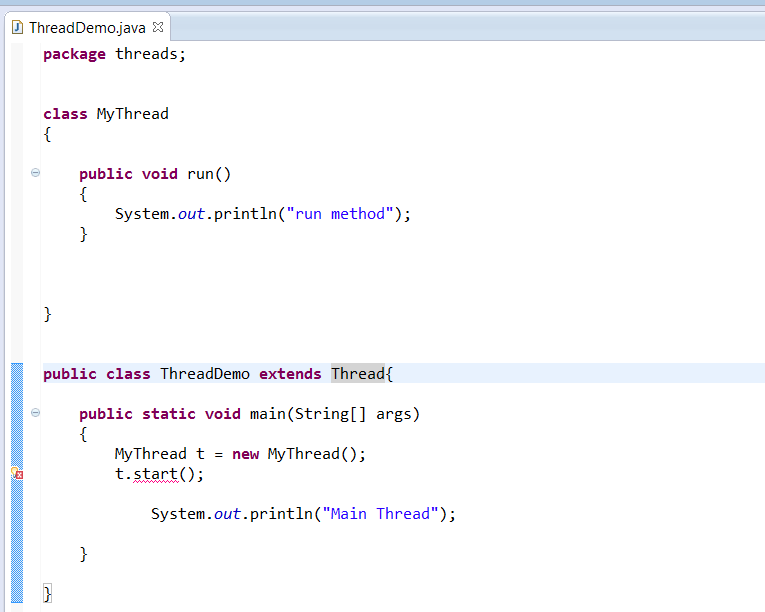 ThreadDemo.java
package threads;
class MyThread
{
public void run()
{
System.out.println("run method");
}
}
public class ThreadDemo extends Thread{
public static void main(String[] args)
{
MyThread t = new MyThread();
t.start();
System.out.println("Main Thread");
}
}